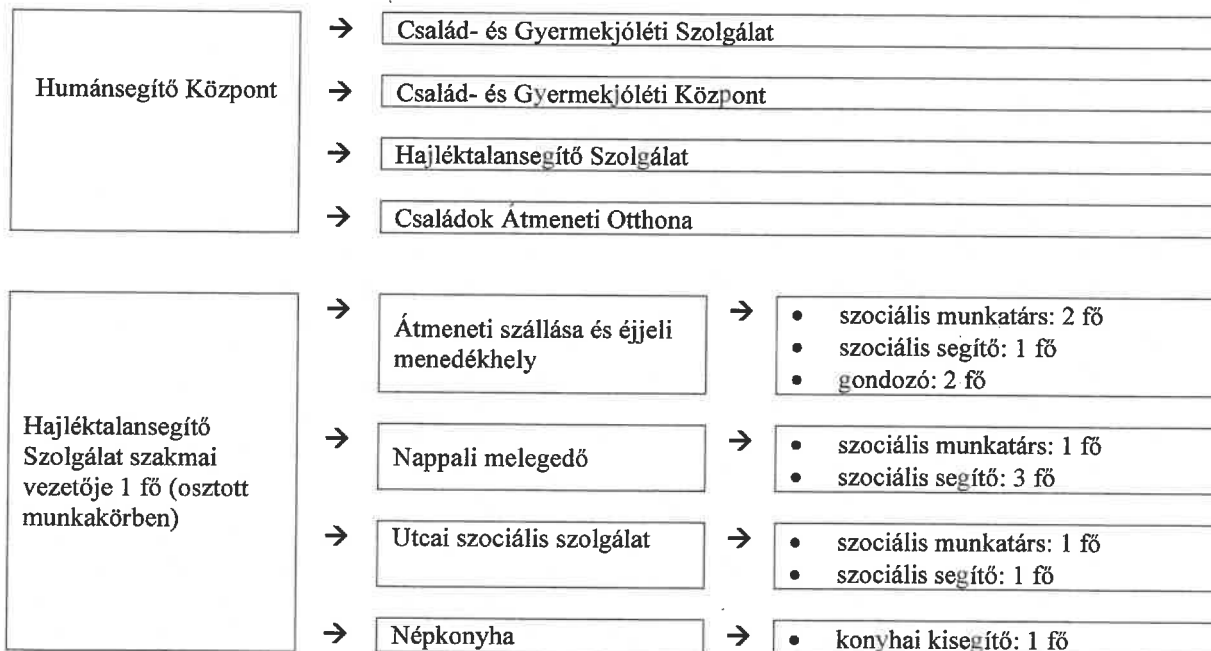 → Család- és Gyermekjóléti Szolgálat
Humánsegítő Központ
→ Család- és Gyermekjóléti Központ
→ Hajléktalansegítő Szolgálat
→ Családok Átmeneti Otthona
Hajléktalansegítő
Szolgálat szakmai
vezetője 1 fő (osztott
munkakörben)
→ Átmeneti szállása és éjjeli
menedékhely
→ • szociális munkatárs: 2 fő
• szociális segítő: 1 fő
• gondozó: 2 fő
→ Nappali melegedő
→ • szociális munkatárs: 1 fő
• szociális segítő: 3 fő
→ Utcai szociális szolgálat
→ • szociális munkatárs: 1 fő
• szociális segítő: 1 fő
→ Népkonyha
→ • konyhai kisegítő: 1 fő